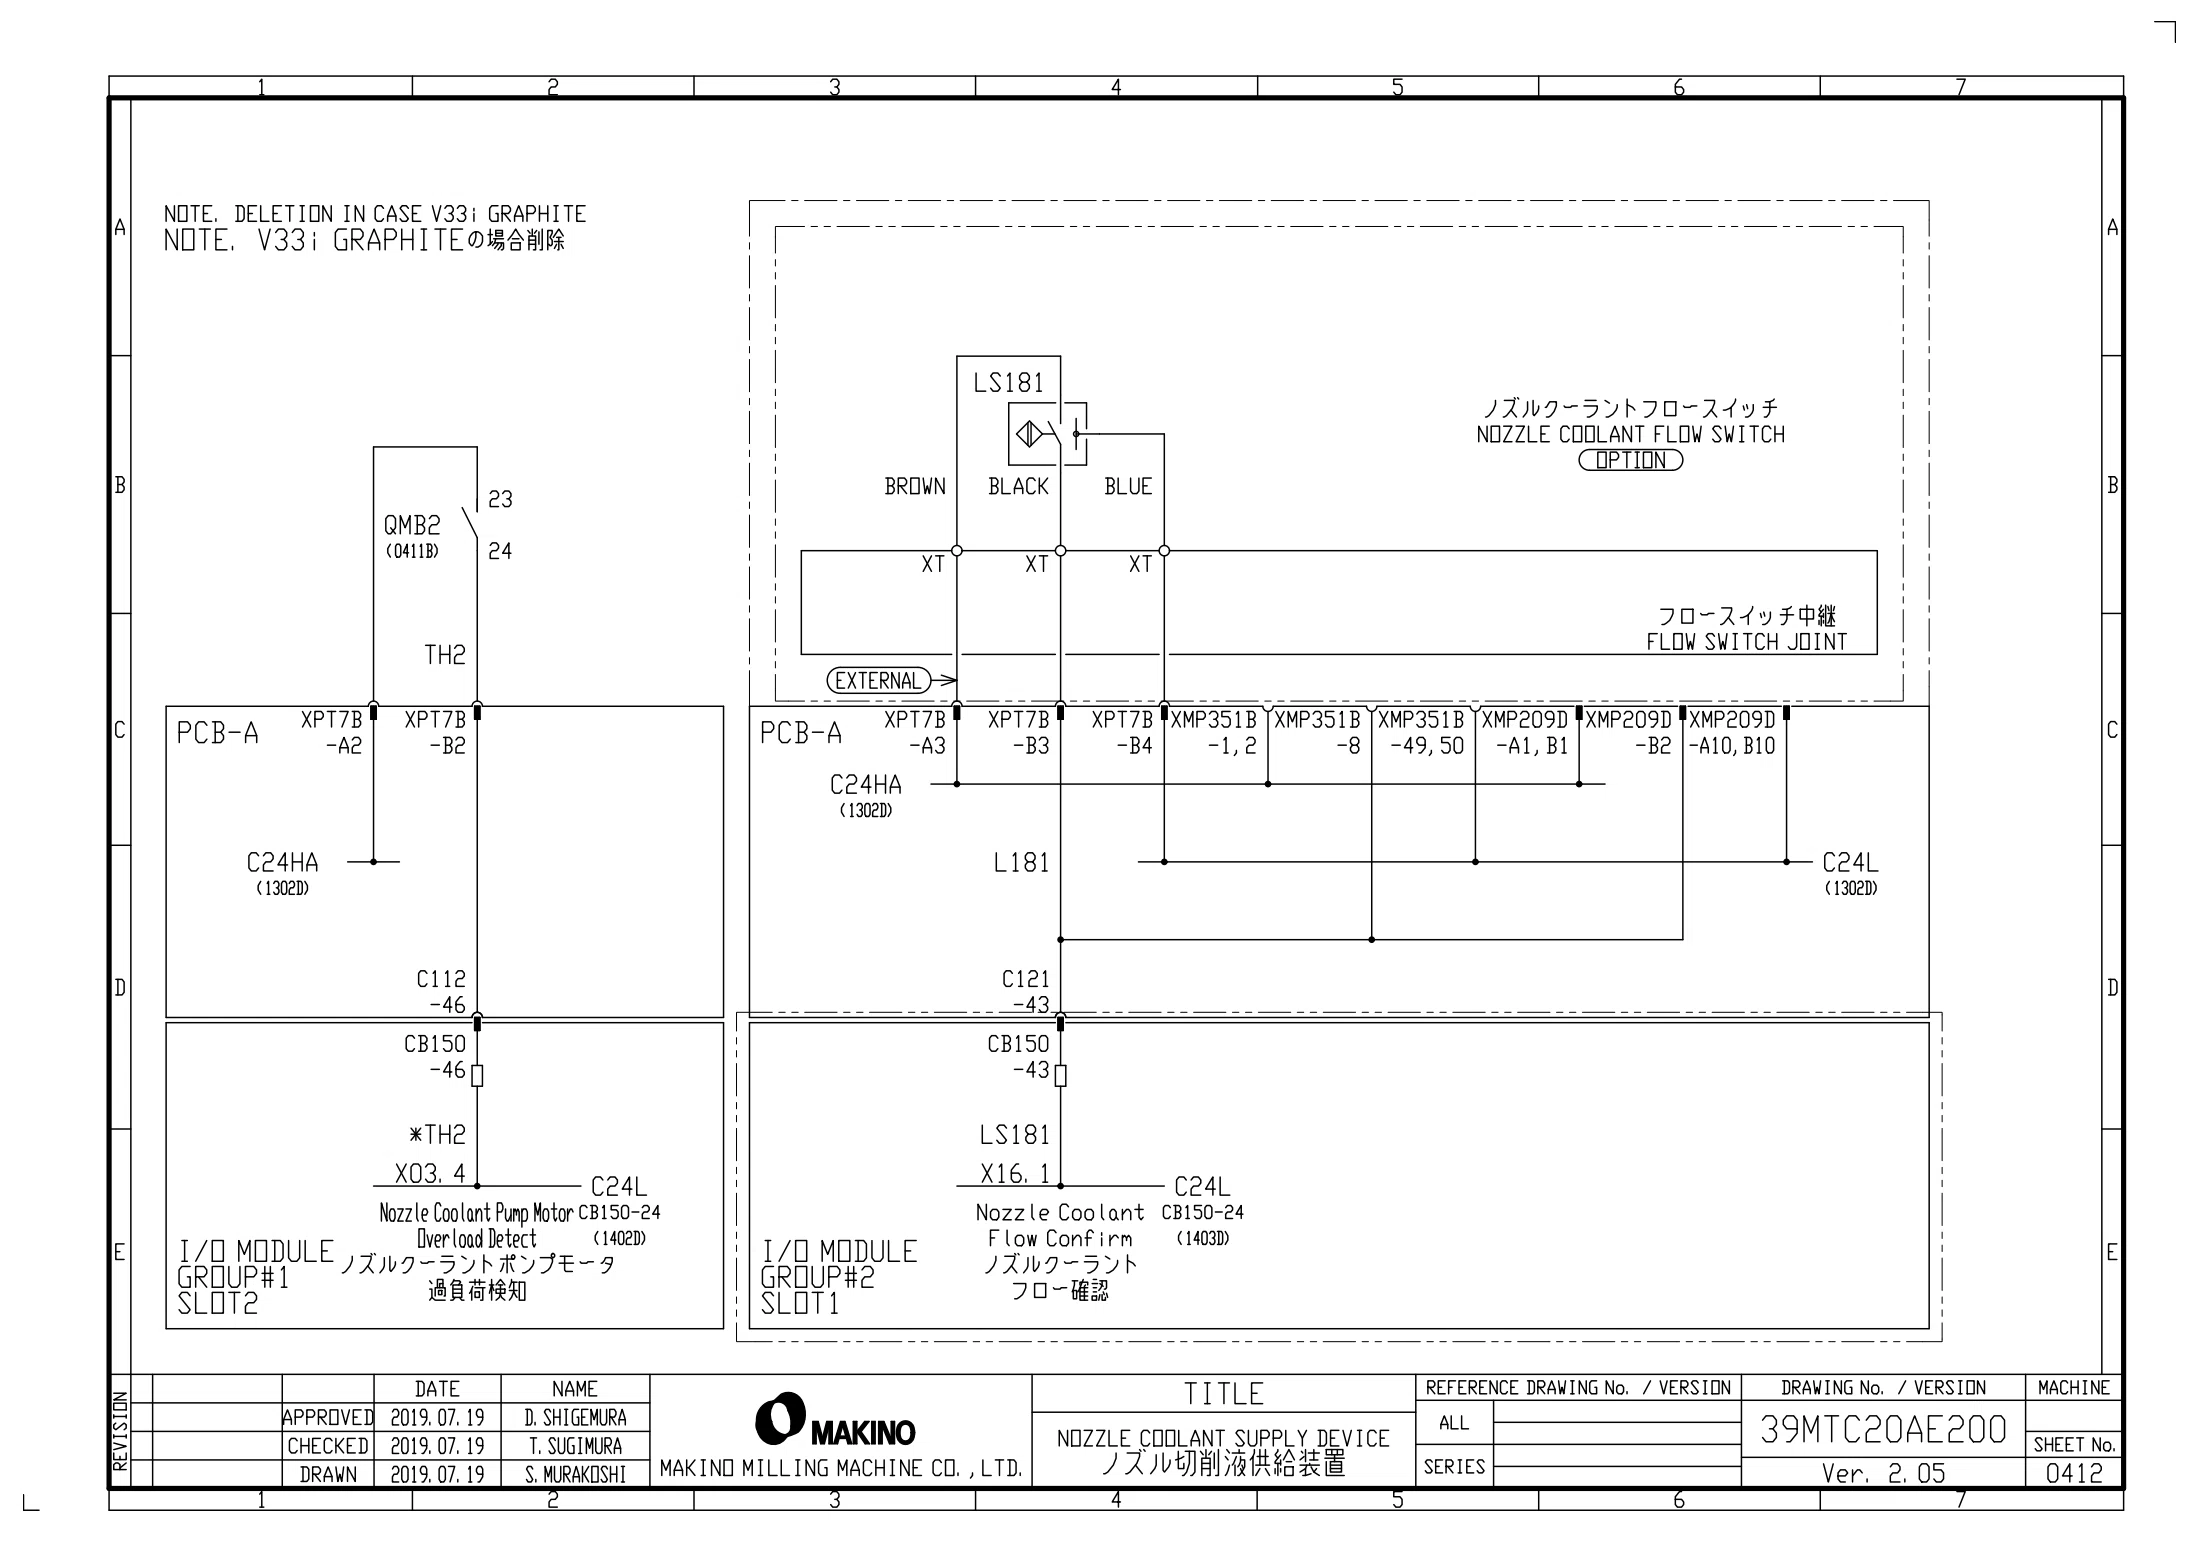 1 2 3 4 5 6 7
A A
B B
C C
D D
E E
NOTE. DELETION IN CASE V33i GRAPHITE
NOTE. V33i GRAPHITEの場合削除
QMB2
(0411B)
23
24
TH2
PCB-A
XPT7B
-A2
XPT7B
-B2
C24HA
(1302D)
C112
-46
CB150
-46
*TH2
X03.4
C24L
CB150-24
(1402D)
Nozzle Coolant Pump Motor
Overload Detect
ノズルクーラントポンプモータ
過負荷検知
I/O MODULE
GROUP#1
SLOT2
LS181
BROWN
BLACK
BLUE
XT
XT
XT
ノズルクーラントフロースイッチ
NOZZLE COOLANT FLOW SWITCH
OPTION
フロースイッチ中継
FLOW SWITCH JOINT
EXTERNAL
PCB-A
XPT7B
-A3
XPT7B
-B3
XPT7B
-B4
XMP351B
-1,2
XMP351B
-8
XMP351B
-49,50
XMP209D
-A1,B1
XMP209D
-B2
XMP209D
-A10,B10
C24HA
(1302D)
L181
C24L
(1302D)
C121
-43
CB150
-43
LS181
X16.1
C24L
CB150-24
(1403D)
Nozzle Coolant
Flow Confirm
ノズルクーラント
フロー確認
I/O MODULE
GROUP#2
SLOT1
REVISION
DATE NAME
APPROVED 2019.07.19 D. SHIGEMURA
CHECKED 2019.07.19 T. SUGIMURA
DRAWN 2019.07.19 S. MURAKOSHI
MAKINO
MAKINO MILLING MACHINE CO.,LTD.
TITLE
NOZZLE COOLANT SUPPLY DEVICE
ノズル切削液供給装置
REFERENCE DRAWING No. / VERSION
ALL
SERIES
DRAWING No. / VERSION
39MTC20AE200
Ver. 2.05
MACHINE
SHEET No.
0412
1 2 3 4 5 6 7